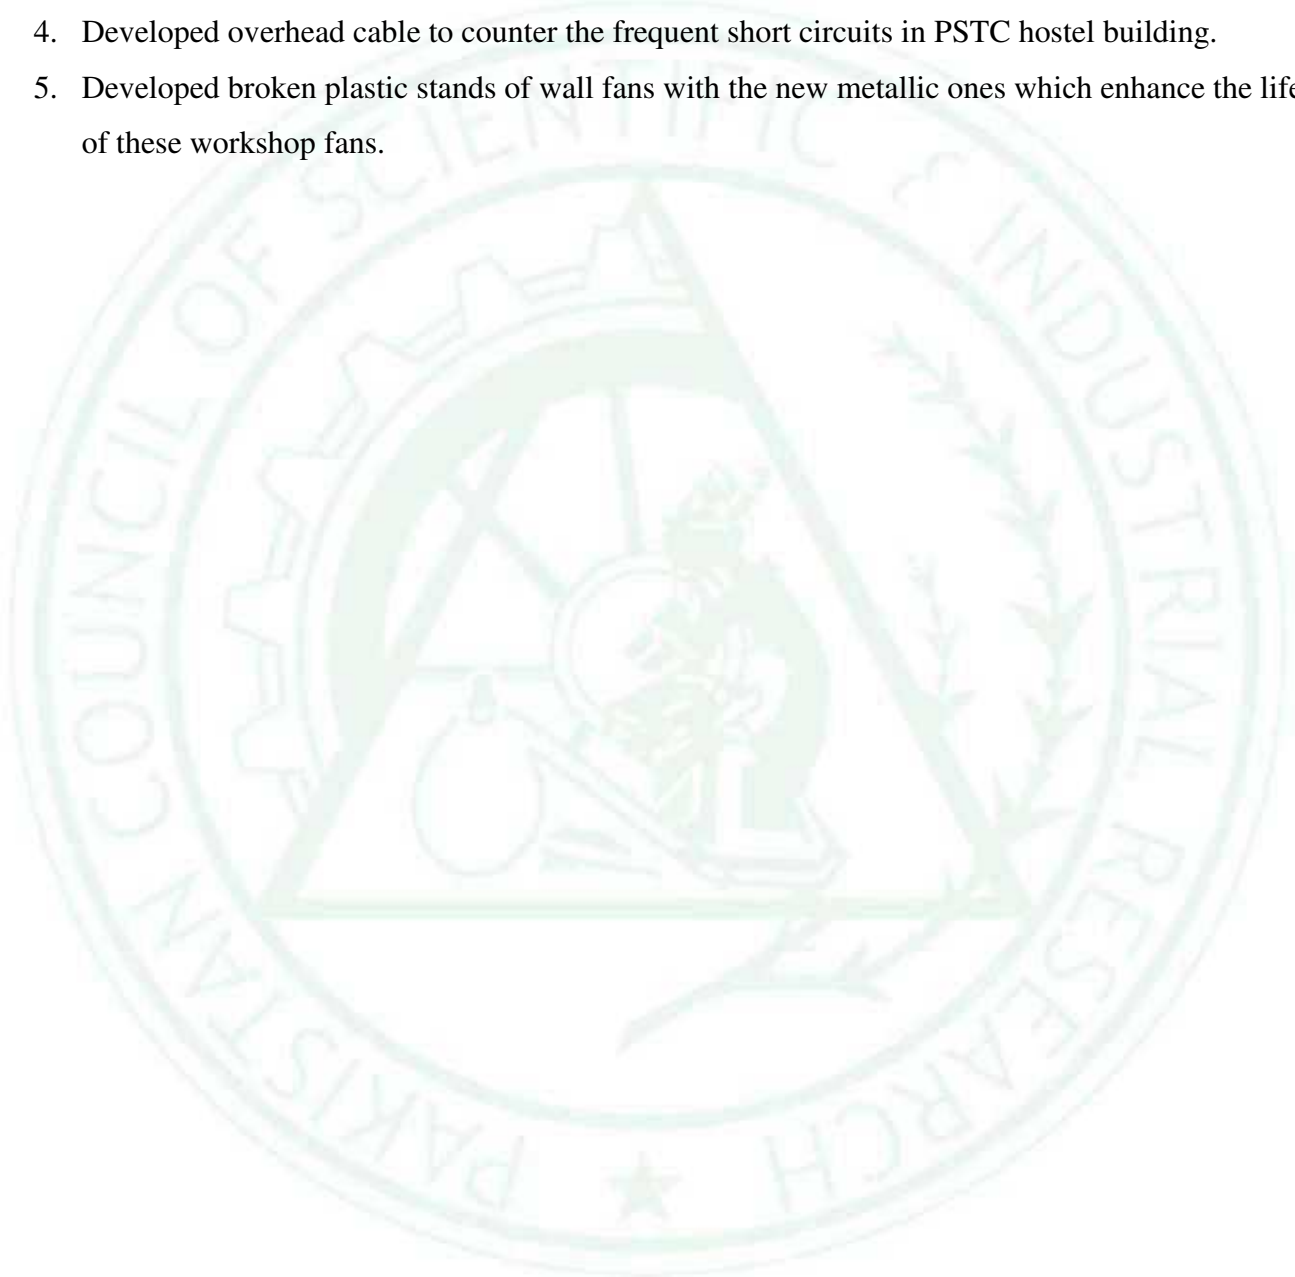 4. Developed overhead cable to counter the frequent short circuits in PSTC hostel building.
5. Developed broken plastic stands of wall fans with the new metallic ones which enhance the life
of these workshop fans.
PAKISTAN COUNCIL OF SCIENTIFIC & INDUSTRIAL RESEARCH